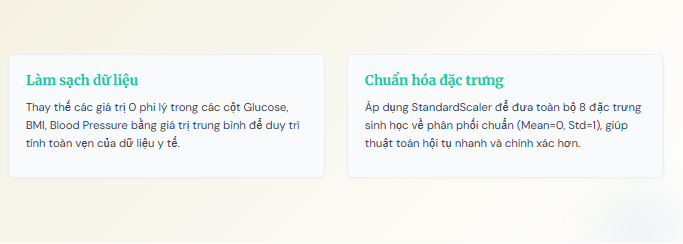 Làm sạch dữ liệu
Thay thế các giá trị 0 phi lý trong các cột Glucose,
BMI, Blood Pressure bằng giá trị trung bình để duy trì
tính toàn vẹn của dữ liệu y tế.
Chuẩn hóa đặc trưng
Áp dụng StandardScaler để đưa toàn bộ 8 đặc trưng
sinh học về phân phối chuẩn (Mean=0, Std=1), giúp
thuật toán hội tụ nhanh và chính xác hơn.